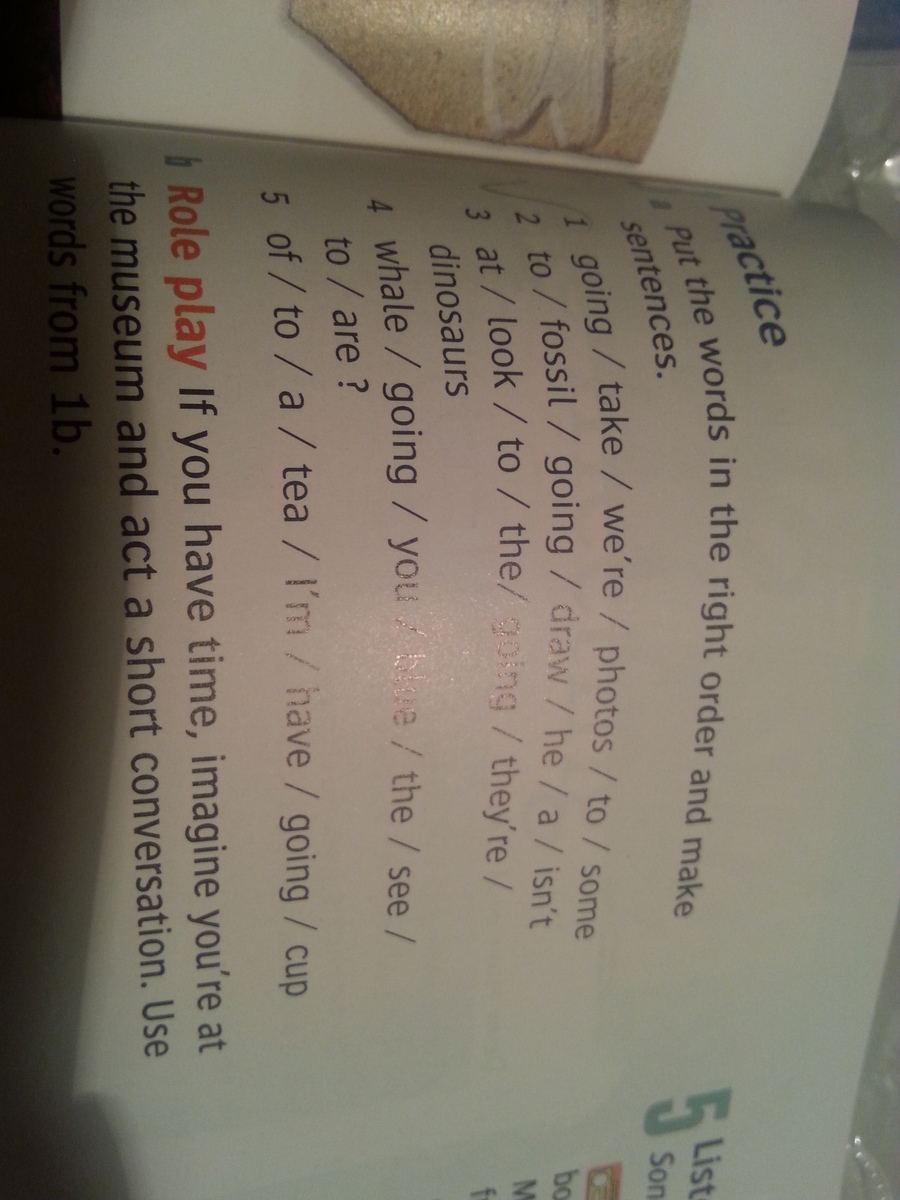 Practice
a Put the words in the right order and make
sentences.
1 going / take / we're / photos / to / some
2 to / fossil / going / draw / he / a / isn't
3 at / look / to / the / going / they're /
dinosaurs
4 whale / going / you / blue / the / see /
to / are ?
5 of / to / a / tea / I'm / have / going / cup
b Role play If you have time, imagine you're at
the museum and act a short conversation. Use
words from 1b.
5